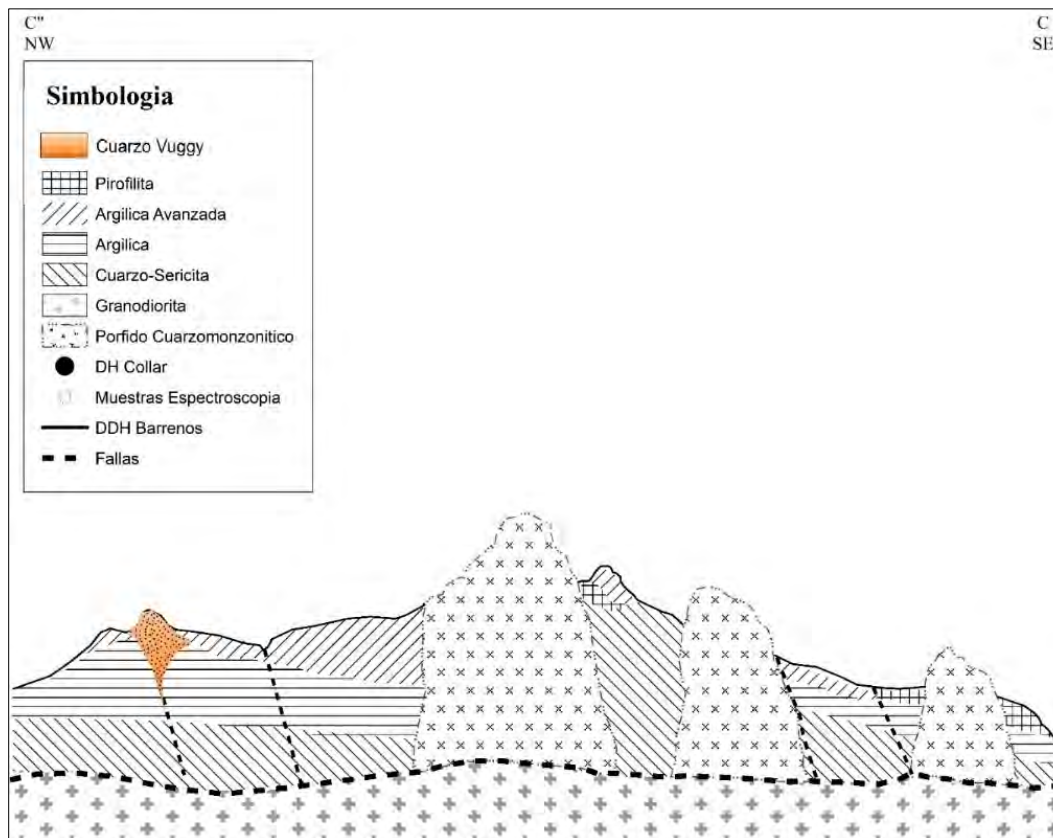 C"
NW
C
SE
Simbologia
Cuarzo Vuggy
Pirofilita
Argilica Avanzada
Argilica
Cuarzo-Sericita
Granodiorita
Porfido Cuarzomonzonitico
DH Collar
Muestras Espectroscopia
DDH Barrenos
Fallas